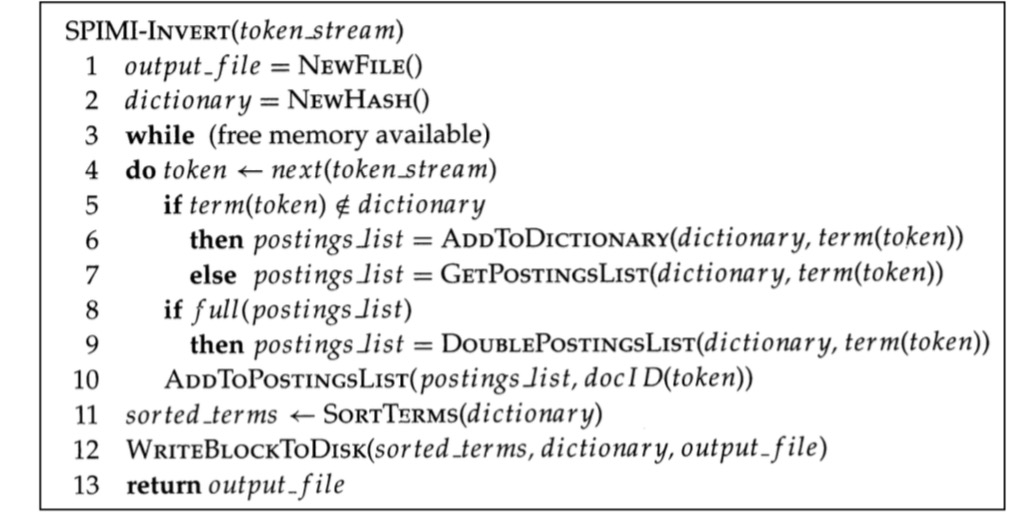 SPIMI-INVERT(token_stream)
1 output_file = NEWFILE()
2 dictionary = NEWHASH()
3 while (free memory available)
4 do token ← next(token_stream)
5 if term(token) ∉ dictionary
6 then postings_list = ADDTODICTIONARY(dictionary, term(token))
7 else postings_list = GETPOSTINGSLIST(dictionary, term(token))
8 if full(postings_list)
9 then postings_list = DOUBLEPOSTINGSLIST(dictionary, term(token))
10 ADDTOPOSTINGSLIST(postings_list, docID(token))
11 sorted_terms ← SORTTERMS(dictionary)
12 WRITEBLOCKTODISK(sorted_terms, dictionary, output_file)
13 return output_file